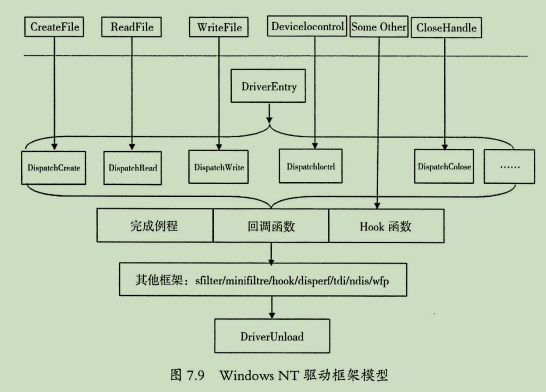 CreateFile ReadFile WriteFile DeviceIocontrol Some Other CloseHandle
DriverEntry
DispatchCreate DispatchRead DispatchWrite DispatchIoctrl DispatchColose ……
完成例程 回调函数 Hook 函数
其他框架：sfilter/minifiltre/hook/disperf/tdi/ndis/wfp
DriverUnload
图 7.9 Windows NT 驱动框架模型